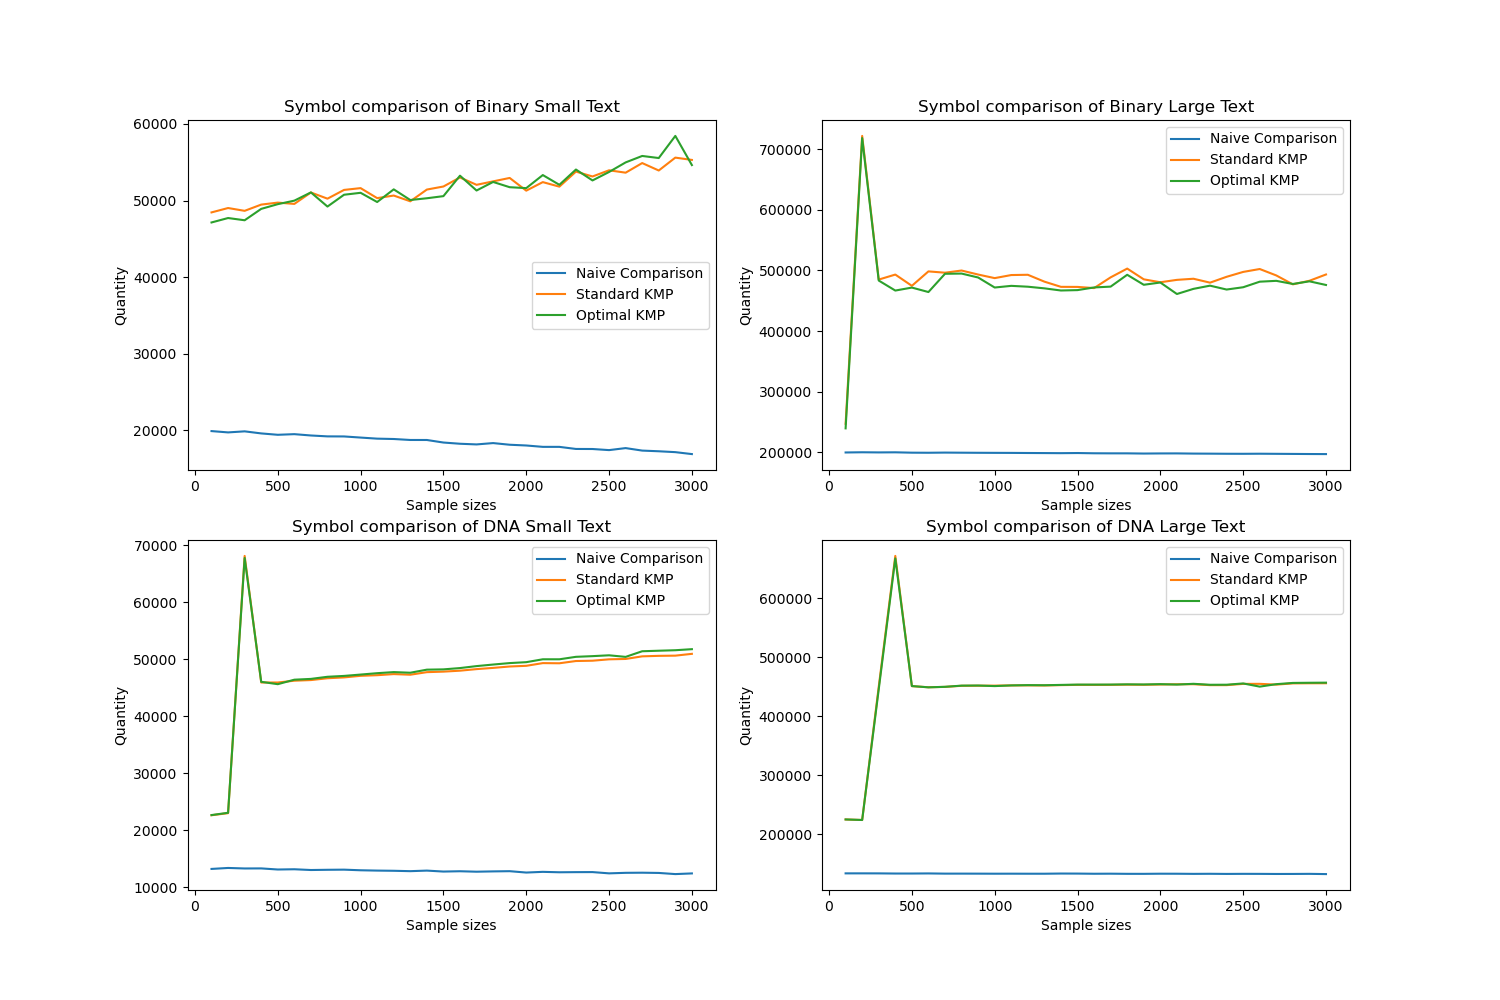 Symbol comparison of Binary Small Text
60000
50000
40000
30000
20000
Quantity
Naive Comparison
Standard KMP
Optimal KMP
0 500 1000 1500 2000 2500 3000
Sample sizes
Symbol comparison of Binary Large Text
700000
600000
500000
400000
300000
200000
Quantity
Naive Comparison
Standard KMP
Optimal KMP
0 500 1000 1500 2000 2500 3000
Sample sizes
Symbol comparison of DNA Small Text
70000
60000
50000
40000
30000
20000
10000
Quantity
Naive Comparison
Standard KMP
Optimal KMP
0 500 1000 1500 2000 2500 3000
Sample sizes
Symbol comparison of DNA Large Text
600000
500000
400000
300000
200000
Quantity
Naive Comparison
Standard KMP
Optimal KMP
0 500 1000 1500 2000 2500 3000
Sample sizes